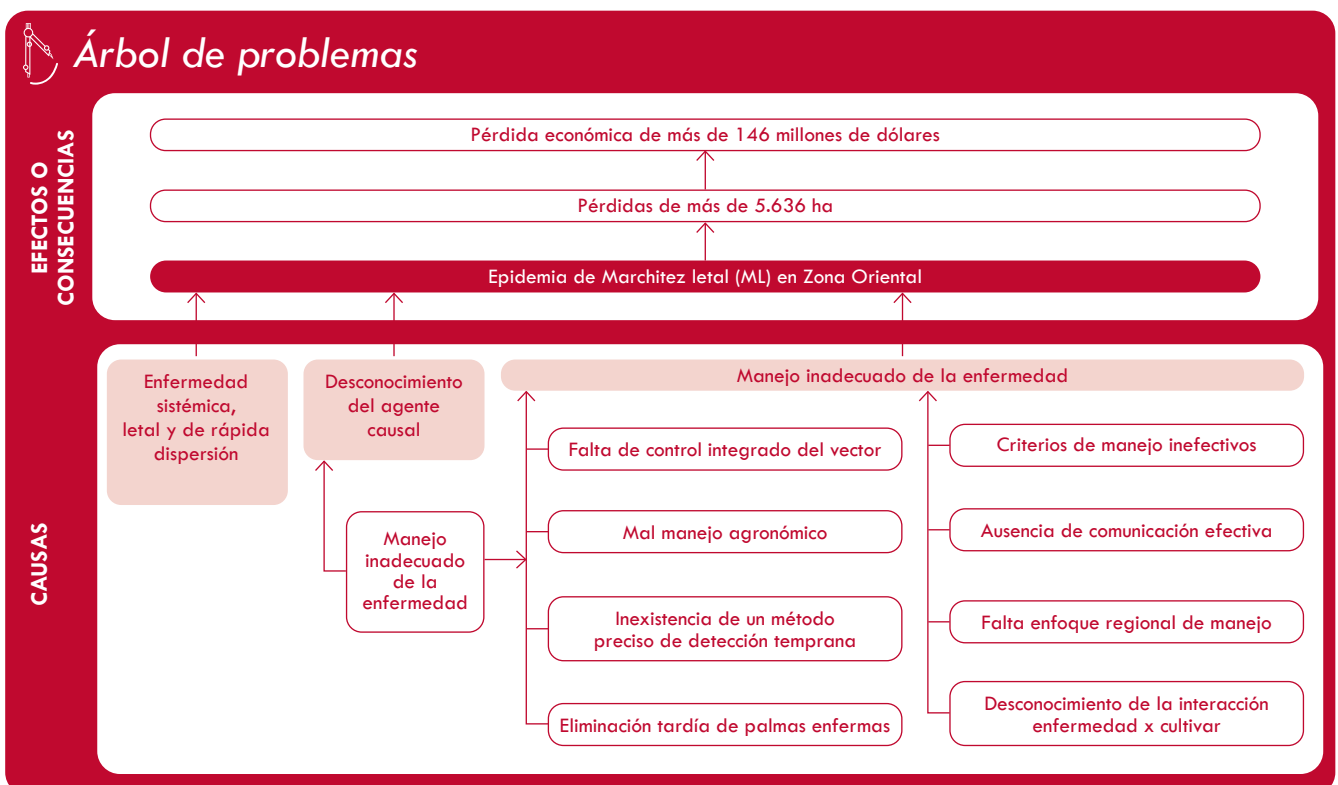 Árbol de problemas
EFECTOS O
CONSECUENCIAS
Pérdida económica de más de 146 millones de dólares
Pérdidas de más de 5.636 ha
Epidemia de Marchitez letal (ML) en Zona Oriental
CAUSAS
Enfermedad
sistémica,
letal y de rápida
dispersión
Desconocimiento
del agente
causal
Manejo
inadecuado
de la
enfermedad
Manejo inadecuado de la enfermedad
Falta de control integrado del vector
Mal manejo agronómico
Inexistencia de un método
preciso de detección temprana
Eliminación tardía de palmas enfermas
Criterios de manejo inefectivos
Ausencia de comunicación efectiva
Falta enfoque regional de manejo
Desconocimiento de la interacción
enfermedad x cultivar